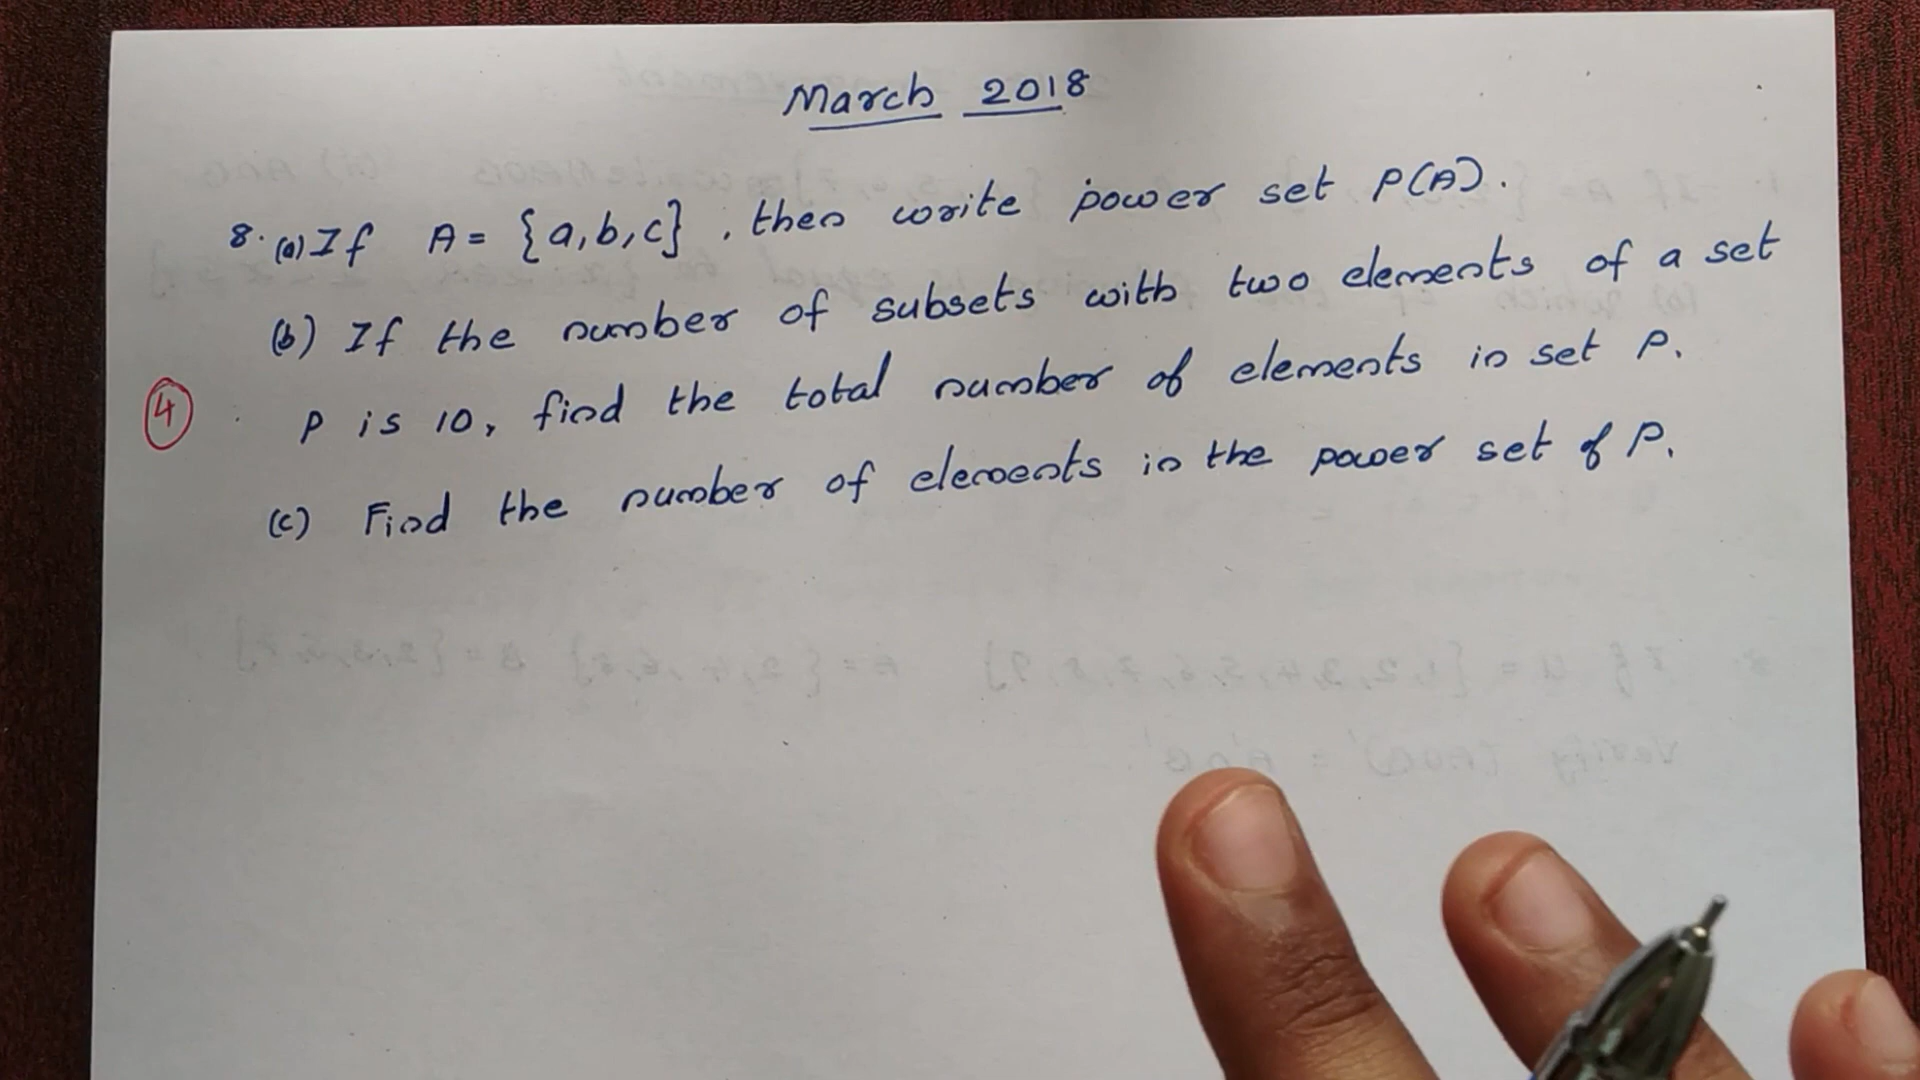 March 2018
8. (a) If A = {a,b,c}, then write power set P(A).
(b) If the number of subsets with two elements of a set
④ P is 10, find the total number of elements in set P.
(c) Find the number of elements in the power set of P.